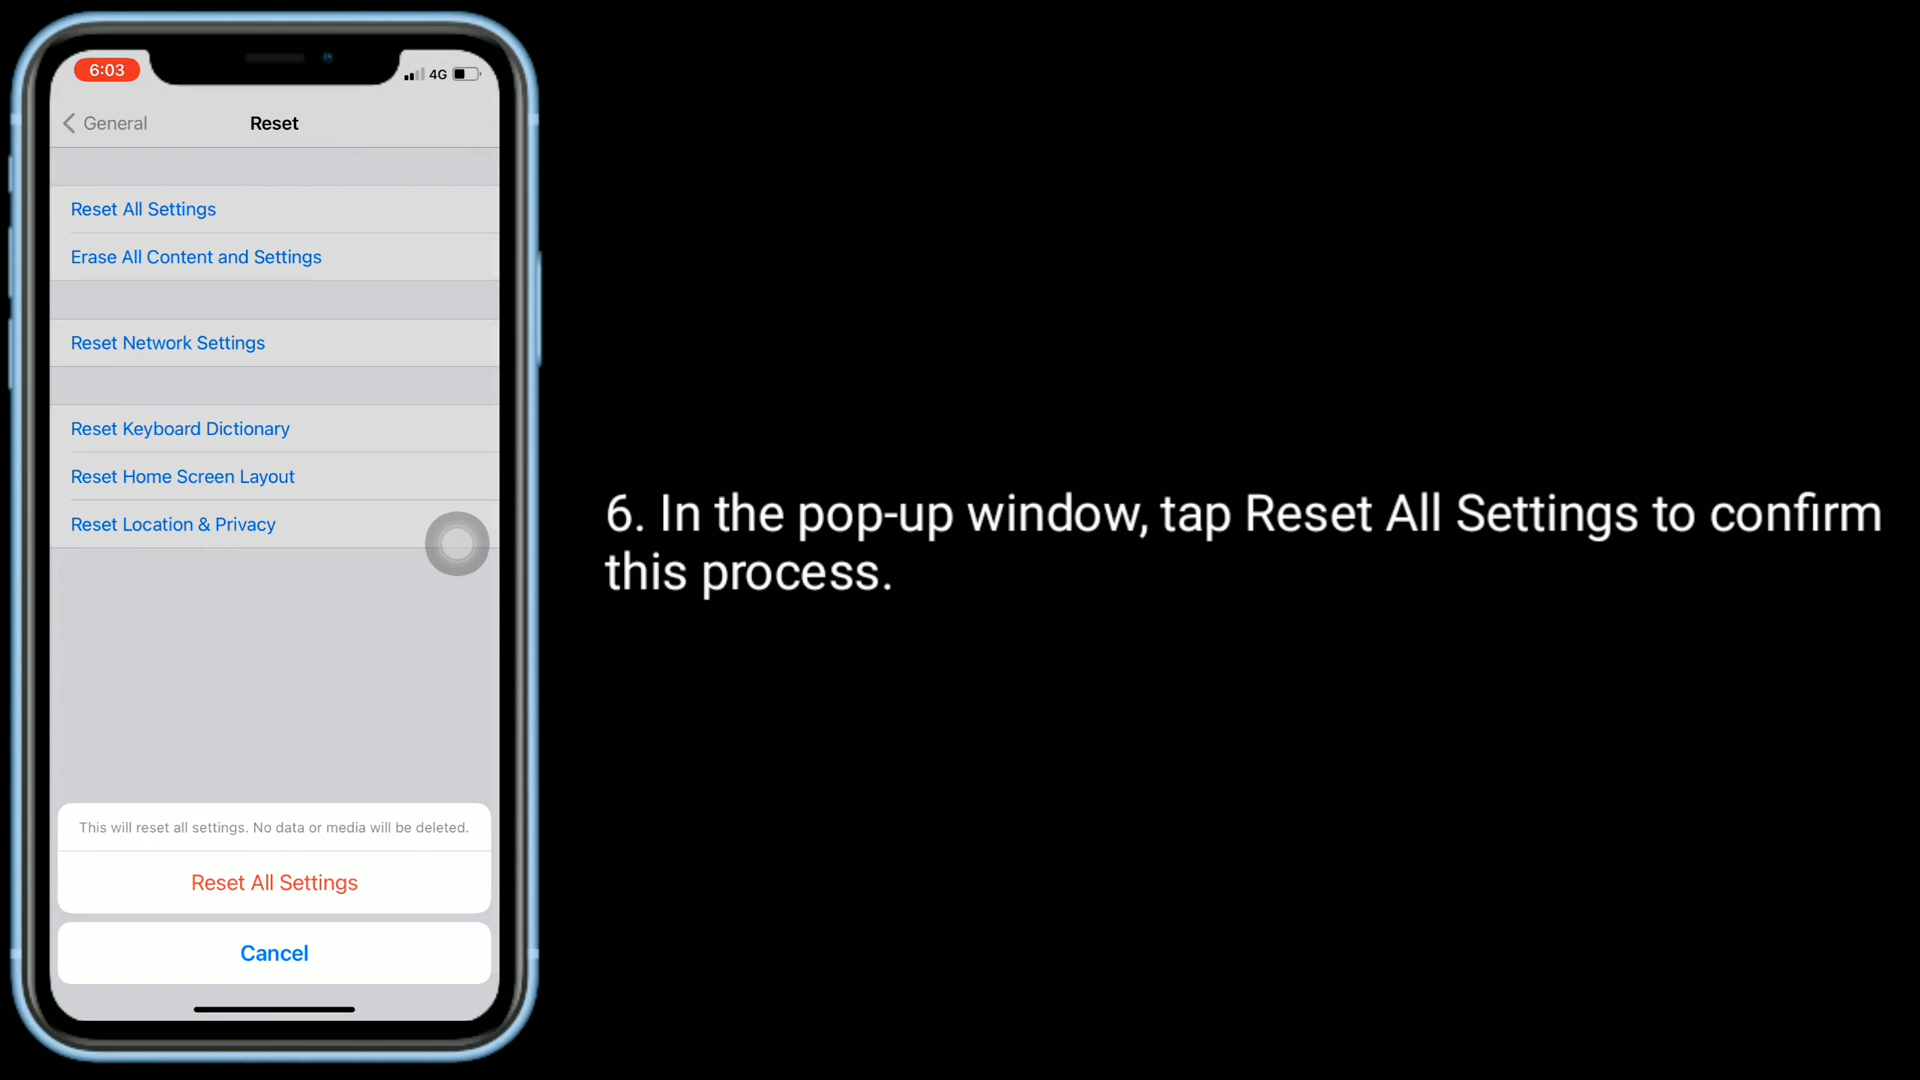 6:03
4G
General
Reset
Reset All Settings
Erase All Content and Settings
Reset Network Settings
Reset Keyboard Dictionary
Reset Home Screen Layout
Reset Location & Privacy
This will reset all settings. No data or media will be deleted.
Reset All Settings
Cancel
6. In the pop-up window, tap Reset All Settings to confirm
this process.